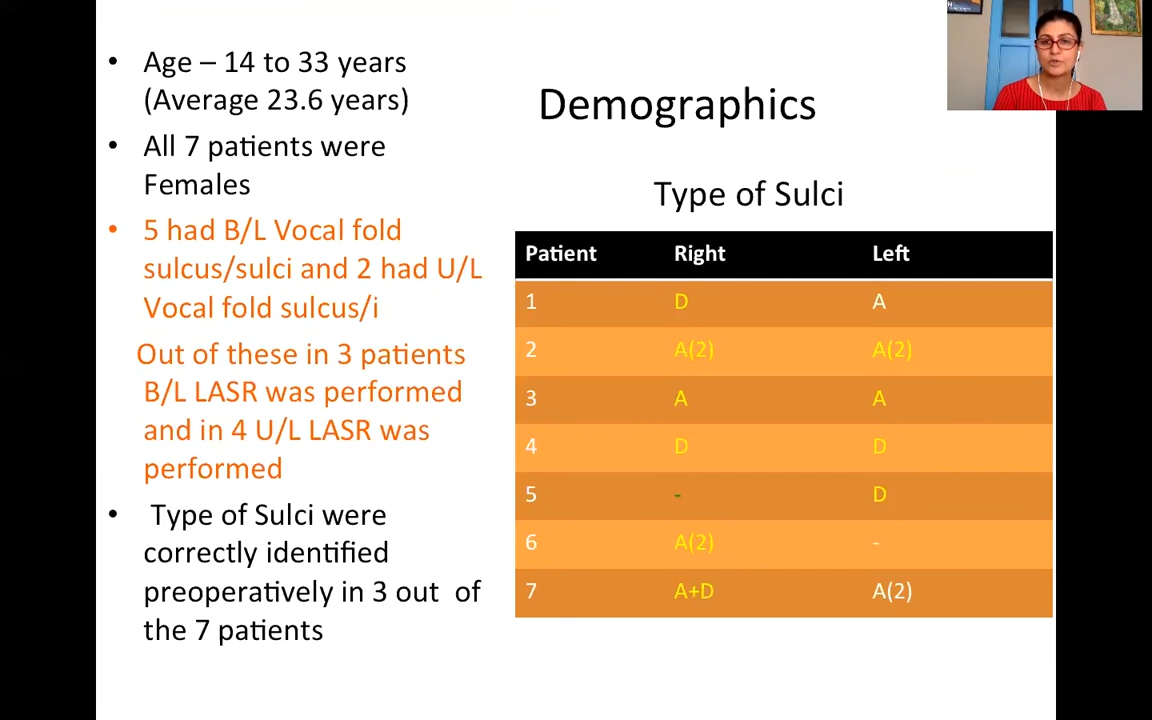 • Age – 14 to 33 years
(Average 23.6 years)
• All 7 patients were
Females
• 5 had B/L Vocal fold
sulcus/sulci and 2 had U/L
Vocal fold sulcus/i
Out of these in 3 patients
B/L LASR was performed
and in 4 U/L LASR was
performed
• Type of Sulci were
correctly identified
preoperatively in 3 out of
the 7 patients
Demographics
Type of Sulci
Patient Right Left
1 D A
2 A(2) A(2)
3 A A
4 D D
5 - D
6 A(2) -
7 A+D A(2)